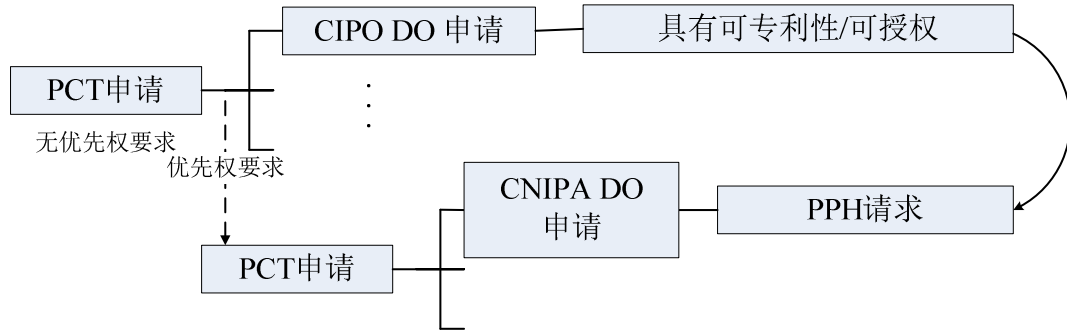 CIPO DO 申请
具有可专利性/可授权
PCT申请
无优先权要求
优先权要求
CNIPA DO
申请
PPH请求
PCT申请